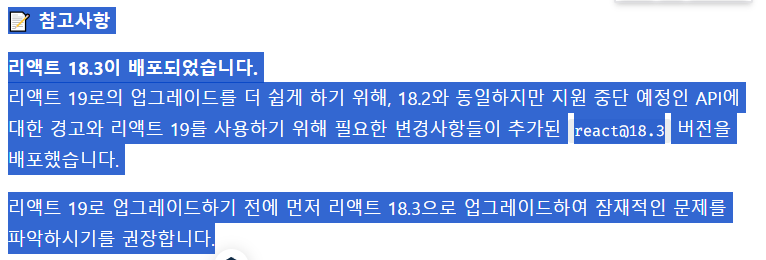 📝 참고사항
리액트 18.3이 배포되었습니다.
리액트 19로의 업그레이드를 더 쉽게 하기 위해, 18.2와 동일하지만 지원 중단 예정인 API에
대한 경고와 리액트 19를 사용하기 위해 필요한 변경사항들이 추가된 react@18.3 버전을
배포했습니다.
리액트 19로 업그레이드하기 전에 먼저 리액트 18.3으로 업그레이드하여 잠재적인 문제를
파악하시기를 권장합니다.